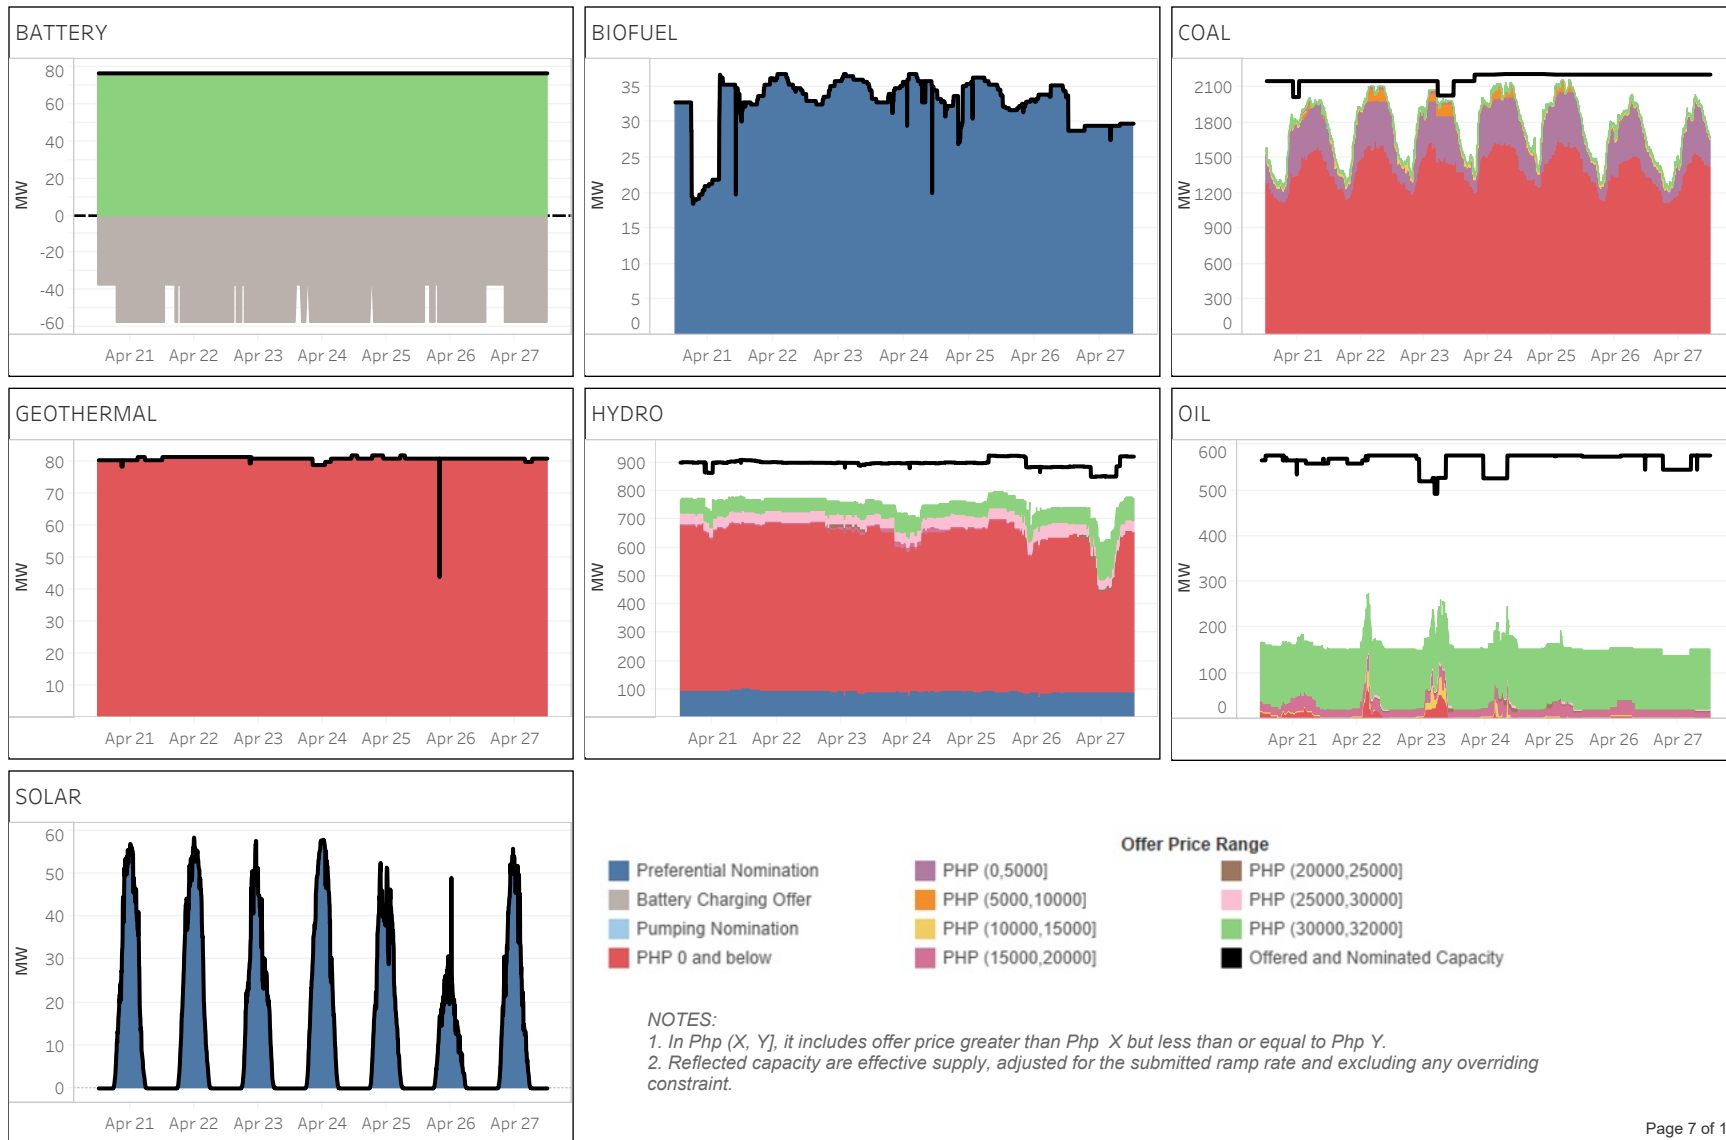 BATTERY
80
60
40
20
0
-20
-40
-60
MW
Apr 21 Apr 22 Apr 23 Apr 24 Apr 25 Apr 26 Apr 27
BIOFUEL
35
30
25
20
15
10
5
0
MW
Apr 21 Apr 22 Apr 23 Apr 24 Apr 25 Apr 26 Apr 27
COAL
2100
1800
1500
1200
900
600
300
0
MW
Apr 21 Apr 22 Apr 23 Apr 24 Apr 25 Apr 26 Apr 27
GEOTHERMAL
80
70
60
50
40
30
20
10
MW
Apr 21 Apr 22 Apr 23 Apr 24 Apr 25 Apr 26 Apr 27
HYDRO
900
800
700
600
500
400
300
200
100
MW
Apr 21 Apr 22 Apr 23 Apr 24 Apr 25 Apr 26 Apr 27
OIL
600
500
400
300
200
100
0
MW
Apr 21 Apr 22 Apr 23 Apr 24 Apr 25 Apr 26 Apr 27
SOLAR
60
50
40
30
20
10
0
MW
Apr 21 Apr 22 Apr 23 Apr 24 Apr 25 Apr 26 Apr 27
Offer Price Range
Preferential Nomination
Battery Charging Offer
Pumping Nomination
PHP 0 and below
PHP (0,5000]
PHP (5000,10000]
PHP (10000,15000]
PHP (15000,20000]
PHP (20000,25000]
PHP (25000,30000]
PHP (30000,32000]
Offered and Nominated Capacity
NOTES:
1. In Php (X, Y], it includes offer price greater than Php X but less than or equal to Php Y.
2. Reflected capacity are effective supply, adjusted for the submitted ramp rate and excluding any overriding
constraint.
Page 7 of 1